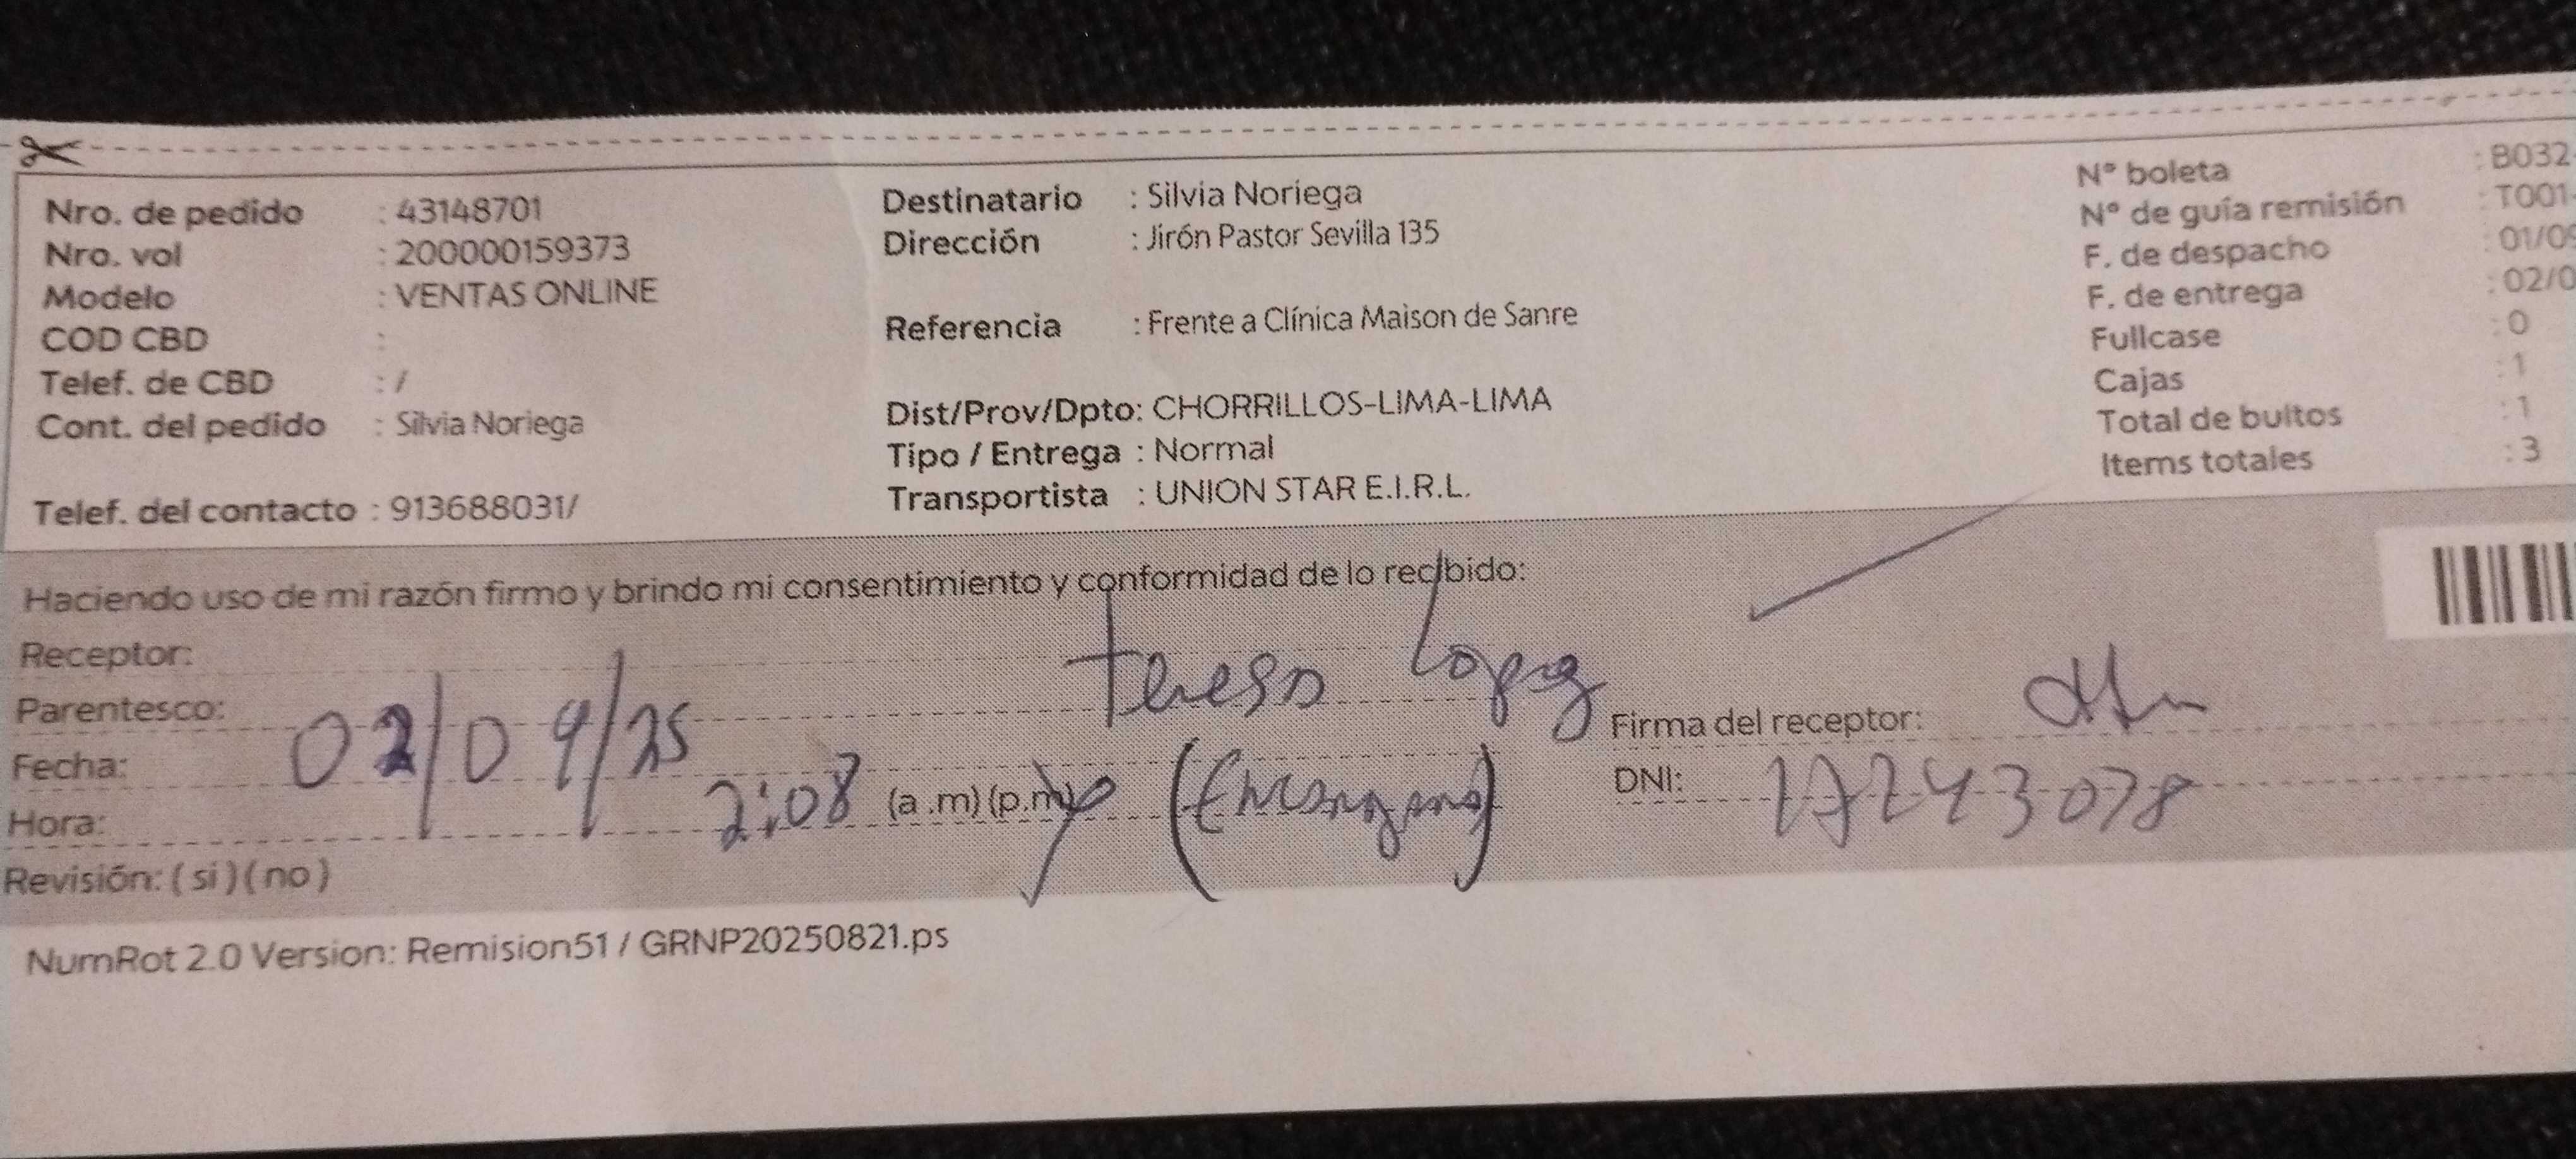 Nro. de pedido : 43148701
Nro. vol : 200000159373
Modelo : VENTAS ONLINE
COD CBD :
Telef. de CBD : /
Cont. del pedido : Silvia Noriega
Telef. del contacto : 913688031/
Destinatario : Silvia Noriega
Dirección : Jirón Pastor Sevilla 135
Referencia : Frente a Clínica Maison de Sanre
Dist/Prov/Dpto: CHORRILLOS-LIMA-LIMA
Tipo / Entrega : Normal
Transportista : UNION STAR E.I.R.L.
N° boleta : B032
N° de guía remisión : T001-
F. de despacho : 01/09
F. de entrega : 02/0
Fullcase : 0
Cajas : 1
Total de bultos : 1
Items totales : 3
Haciendo uso de mi razón firmo y brindo mi consentimiento y conformidad de lo recibido:
Receptor: Teresa Lopez
Parentesco:
Fecha: 02/09/25
Hora: 2:08 (a .m) (p.m)
Revisión: ( si ) ( no )
Firma del receptor:
DNI:
NumRot 2.0 Version: Remision51 / GRNP20250821.ps